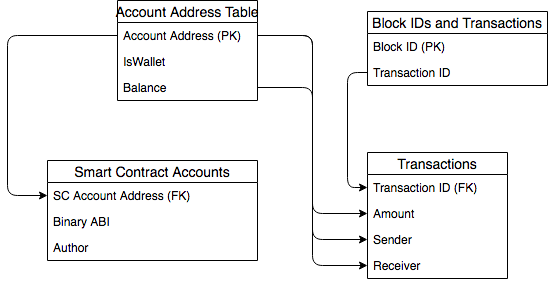 Account Address Table
Account Address (PK)
IsWallet
Balance
Block IDs and Transactions
Block ID (PK)
Transaction ID
Smart Contract Accounts
SC Account Address (FK)
Binary ABI
Author
Transactions
Transaction ID (FK)
Amount
Sender
Receiver